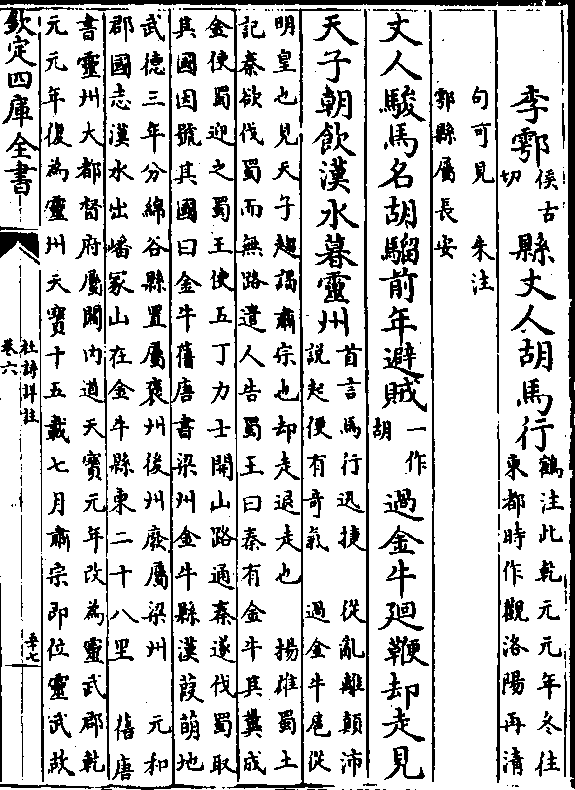 李鄠侯古切縣丈人胡馬行鶴注此乾元元年冬往
東都時作觀洛陽再清
句可見　朱注
鄠縣屬長安
丈人駿馬名胡騮前年避賊一作胡過金牛廻鞭却走見
天子朝飲漢水暮靈州首言馬行迅捷　從亂離顛沛
說起便有奇氣　過金牛扈從
明皇也見天子趨謁肅宗也却走退走也　揚雄蜀土
記秦欲伐蜀而無路遣人告蜀王曰秦有金牛其糞成
金使蜀迎之蜀王使五丁力士開山路通秦遂伐蜀取
其國因號其國曰金牛舊唐書梁州金牛縣漢葭萌地
武德三年分綿谷縣置屬褒州後州廢屬梁州　元和
郡國志漢水出嶓冢山在金牛縣東二十八里　舊唐
書靈州大都督府屬關内道天寶元年改為靈武郡乾
元元年復為靈州天寶十五載七月肅宗即位靈武故
欽定四庫全書
杜詩詳註
卷六